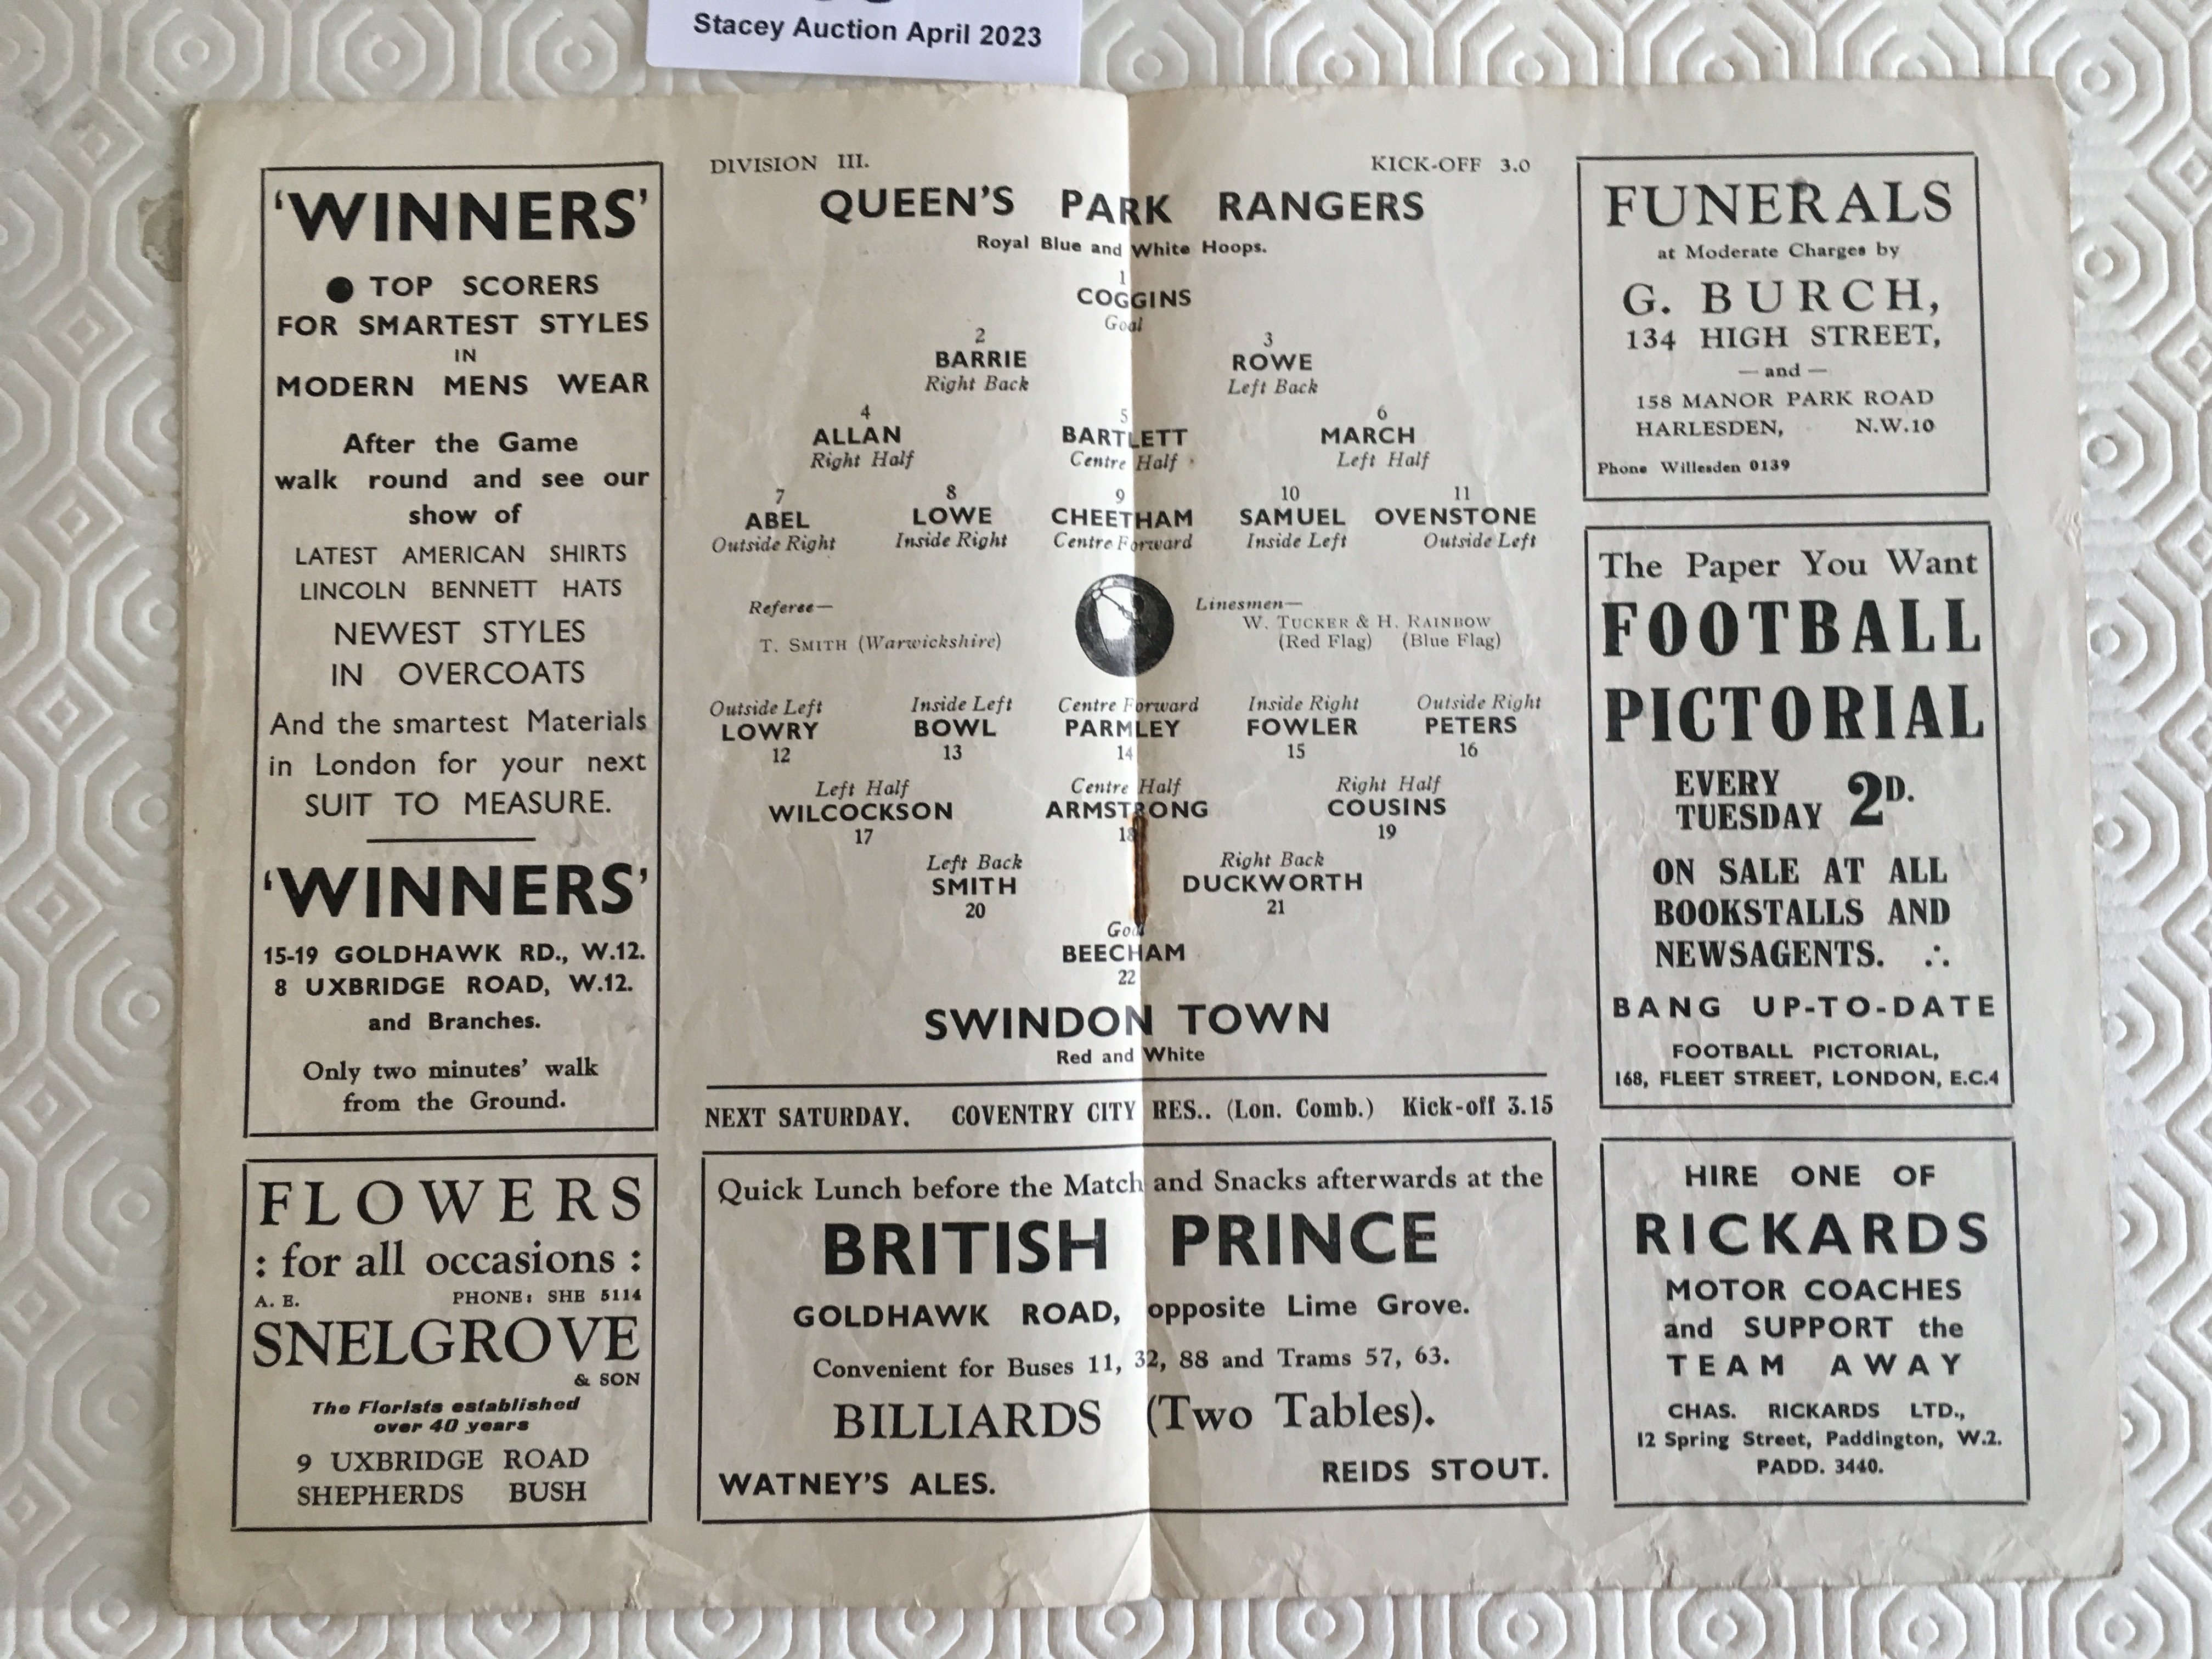 Stacey Auction April 2023
'WINNERS'
● TOP SCORERS
FOR SMARTEST STYLES
IN
MODERN MENS WEAR
After the Game
walk round and see our
show of
LATEST AMERICAN SHIRTS
LINCOLN BENNETT HATS
NEWEST STYLES
IN OVERCOATS
And the smartest Materials
in London for your next
SUIT TO MEASURE.
'WINNERS'
15-19 GOLDHAWK RD., W.12.
8 UXBRIDGE ROAD, W.12.
and Branches.
Only two minutes' walk
from the Ground.
FLOWERS
: for all occasions :
A. E. PHONE: SHE 5114
SNELGROVE
& SON
The Florists established
over 40 years
9 UXBRIDGE ROAD
SHEPHERDS BUSH
DIVISION III. KICK-OFF 3.0
QUEEN'S PARK RANGERS
Royal Blue and White Hoops.
1
COGGINS
Goal
2 3
BARRIE ROWE
Right Back Left Back
4 5 6
ALLAN BARTLETT MARCH
Right Half Centre Half Left Half
7 8 9 10 11
ABEL LOWE CHEETHAM SAMUEL OVENSTONE
Outside Right Inside Right Centre Forward Inside Left Outside Left
Referee— Linesmen—
W. TUCKER & H. RAINBOW
T. SMITH (Warwickshire) (Red Flag) (Blue Flag)
Outside Left Inside Left Centre Forward Inside Right Outside Right
LOWRY BOWL PARMLEY FOWLER PETERS
12 13 14 15 16
Left Half Centre Half Right Half
WILCOCKSON ARMSTRONG COUSINS
17 18 19
Left Back Right Back
SMITH DUCKWORTH
20 21
Goal
BEECHAM
22
SWINDON TOWN
Red and White
NEXT SATURDAY. COVENTRY CITY RES.. (Lon. Comb.) Kick-off 3.15
Quick Lunch before the Match and Snacks afterwards at the
BRITISH PRINCE
GOLDHAWK ROAD, opposite Lime Grove.
Convenient for Buses 11, 32, 88 and Trams 57, 63.
BILLIARDS (Two Tables).
WATNEY'S ALES. REIDS STOUT.
FUNERALS
at Moderate Charges by
G. BURCH,
134 HIGH STREET,
— and —
158 MANOR PARK ROAD
HARLESDEN, N.W.10
Phone Willesden 0139
The Paper You Want
FOOTBALL
PICTORIAL
EVERY
TUESDAY 2D.
ON SALE AT ALL
BOOKSTALLS AND
NEWSAGENTS. ∴
BANG UP-TO-DATE
FOOTBALL PICTORIAL,
168, FLEET STREET, LONDON, E.C.4
HIRE ONE OF
RICKARDS
MOTOR COACHES
and SUPPORT the
TEAM AWAY
CHAS. RICKARDS LTD.,
12 Spring Street, Paddington, W.2.
PADD. 3440.